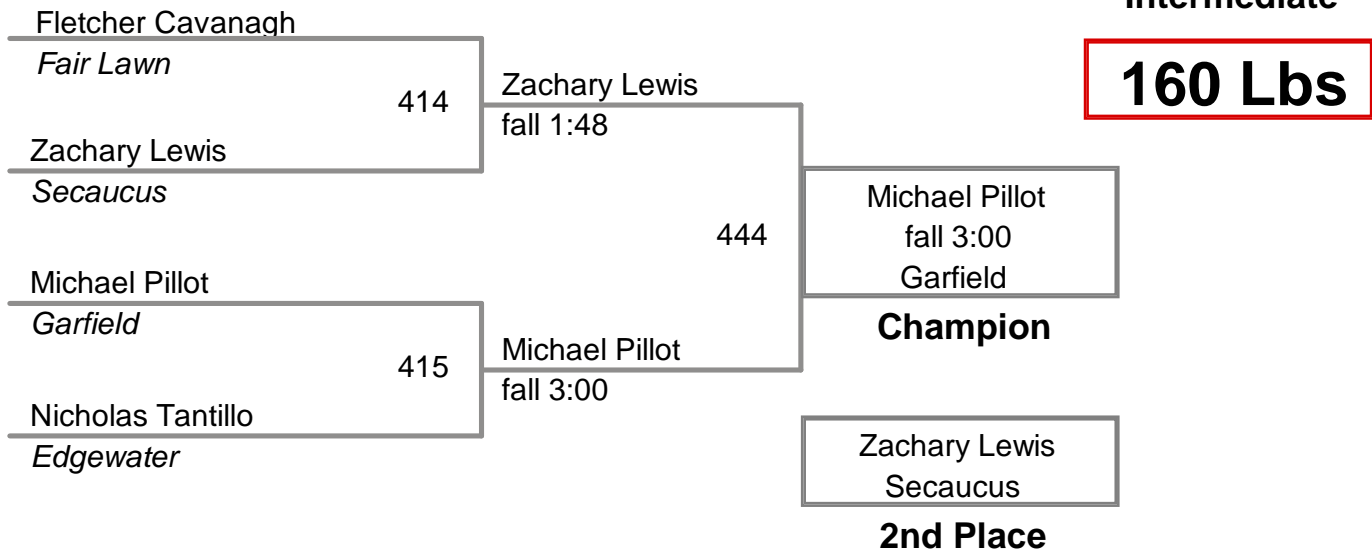 Intermediate
160 Lbs
Fletcher Cavanagh
Fair Lawn
414
Zachary Lewis
Secaucus
Zachary Lewis
fall 1:48
Michael Pillot
Garfield
415
Nicholas Tantillo
Edgewater
Michael Pillot
fall 3:00
444
Michael Pillot
fall 3:00
Garfield
Champion
Zachary Lewis
Secaucus
2nd Place